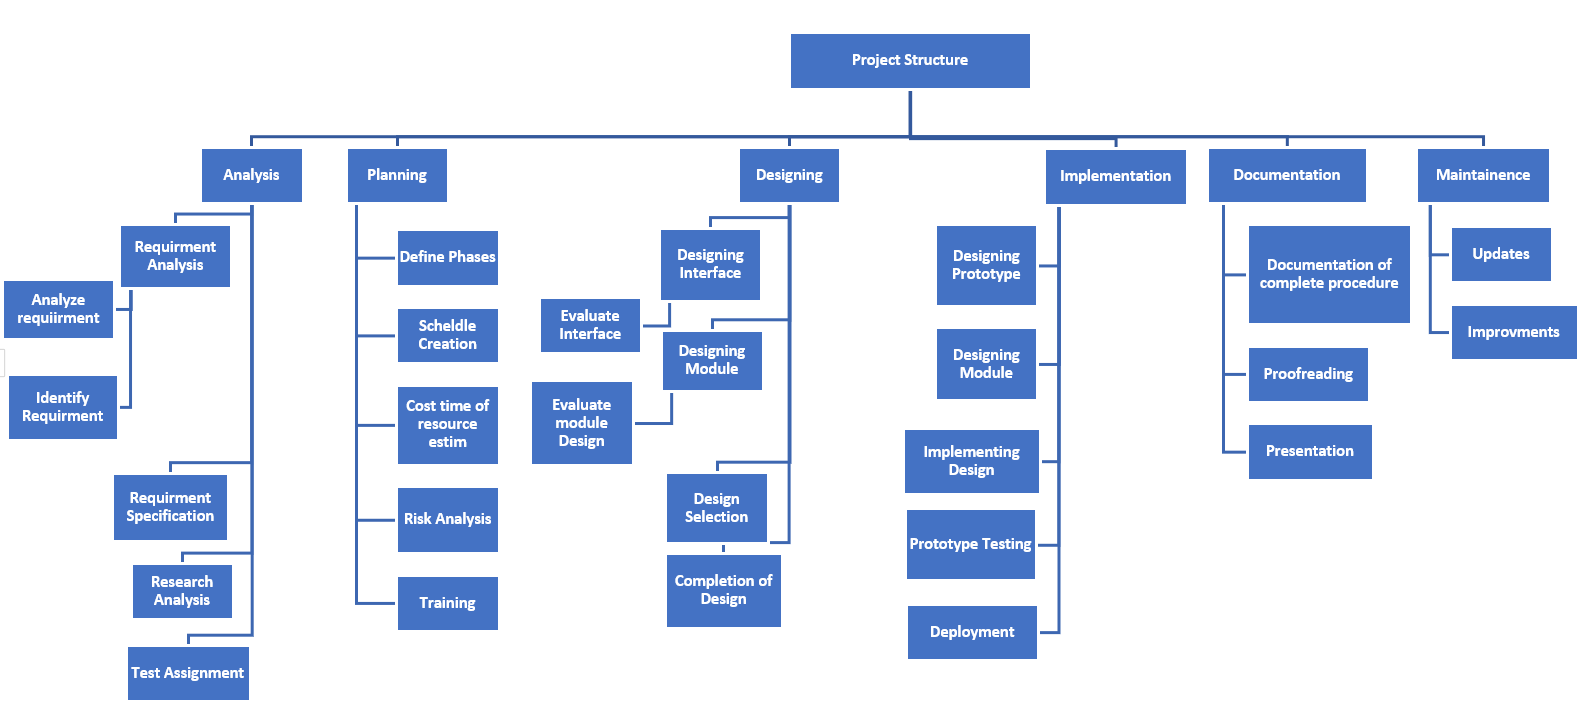 Project Structure
Analysis
Planning
Designing
Implementation
Documentation
Maintainence
Requirment
Analysis
Analyze
requiirment
Identify
Requirment
Requirment
Specification
Research
Analysis
Test Assignment
Define Phases
Scheldle
Creation
Cost time of
resource
estim
Risk Analysis
Training
Designing
Interface
Evaluate
Interface
Designing
Module
Evaluate
module
Design
Design
Selection
Completion of
Design
Designing
Prototype
Designing
Module
Implementing
Design
Prototype Testing
Deployment
Documentation of
complete procedure
Proofreading
Presentation
Updates
Improvments